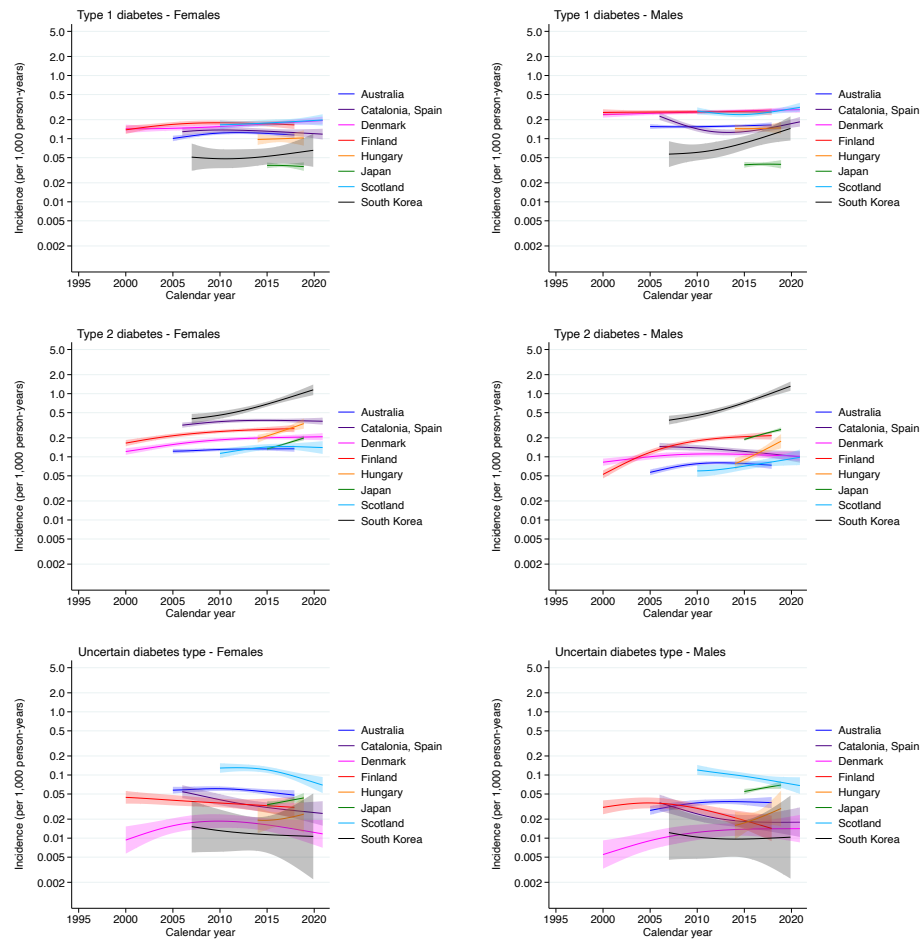 Type 1 diabetes - Females
Incidence (per 1,000 person-years)
5.0
2.0
1.0
0.5
0.2
0.1
0.05
0.02
0.01
0.005
0.002
1995 2000 2005 2010 2015 2020
Calendar year
Australia
Catalonia, Spain
Denmark
Finland
Hungary
Japan
Scotland
South Korea
Type 1 diabetes - Males
Incidence (per 1,000 person-years)
5.0
2.0
1.0
0.5
0.2
0.1
0.05
0.02
0.01
0.005
0.002
1995 2000 2005 2010 2015 2020
Calendar year
Australia
Catalonia, Spain
Denmark
Finland
Hungary
Japan
Scotland
South Korea
Type 2 diabetes - Females
Incidence (per 1,000 person-years)
5.0
2.0
1.0
0.5
0.2
0.1
0.05
0.02
0.01
0.005
0.002
1995 2000 2005 2010 2015 2020
Calendar year
Australia
Catalonia, Spain
Denmark
Finland
Hungary
Japan
Scotland
South Korea
Type 2 diabetes - Males
Incidence (per 1,000 person-years)
5.0
2.0
1.0
0.5
0.2
0.1
0.05
0.02
0.01
0.005
0.002
1995 2000 2005 2010 2015 2020
Calendar year
Australia
Catalonia, Spain
Denmark
Finland
Hungary
Japan
Scotland
South Korea
Uncertain diabetes type - Females
Incidence (per 1,000 person-years)
5.0
2.0
1.0
0.5
0.2
0.1
0.05
0.02
0.01
0.005
0.002
1995 2000 2005 2010 2015 2020
Calendar year
Australia
Catalonia, Spain
Denmark
Finland
Hungary
Japan
Scotland
South Korea
Uncertain diabetes type - Males
Incidence (per 1,000 person-years)
5.0
2.0
1.0
0.5
0.2
0.1
0.05
0.02
0.01
0.005
0.002
1995 2000 2005 2010 2015 2020
Calendar year
Australia
Catalonia, Spain
Denmark
Finland
Hungary
Japan
Scotland
South Korea